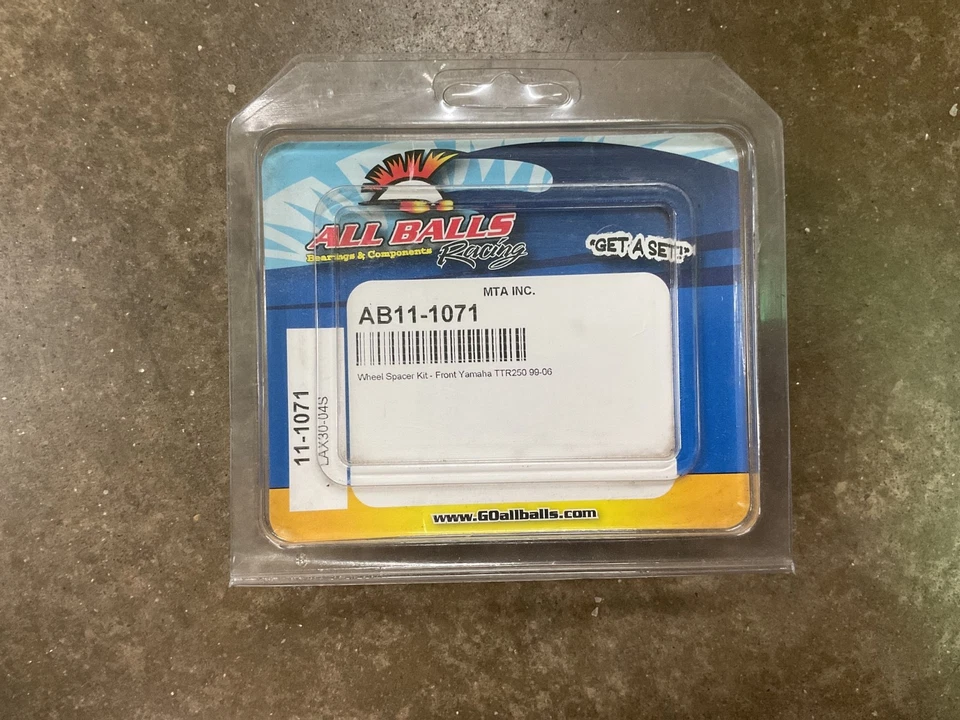 ALL BALLS
Racing
Bearings & Components
"GET A SET!!"
MTA INC.
AB11-1071
Wheel Spacer Kit - Front Yamaha TTR250 99-06
11-1071
LAX30-04S
www.GOallballs.com